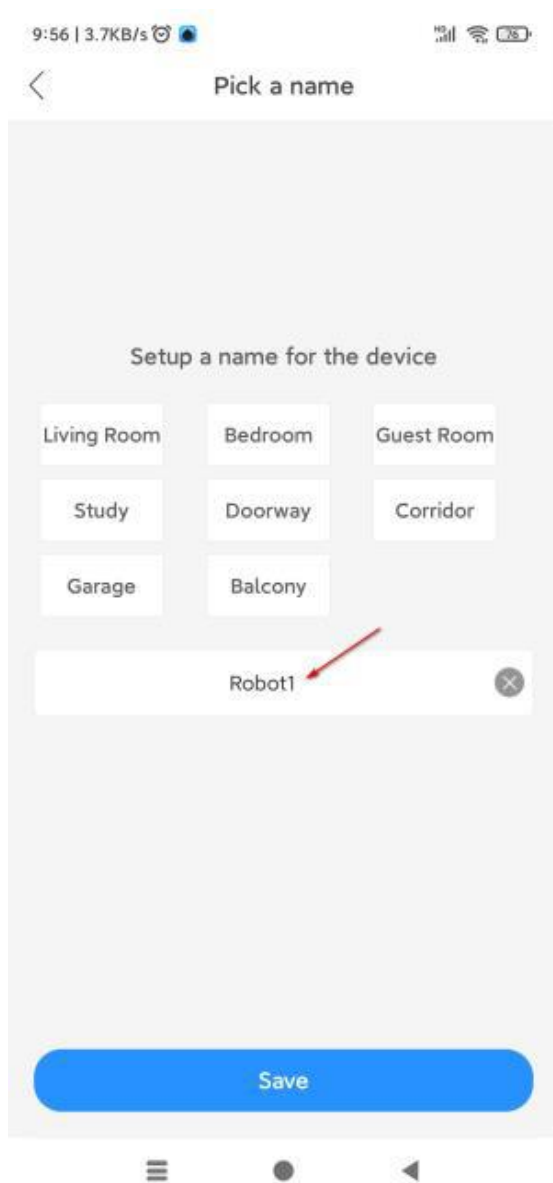 9:56 | 3.7KB/s
76
Pick a name
Setup a name for the device
Living Room Bedroom Guest Room
Study Doorway Corridor
Garage Balcony
Robot1
Save